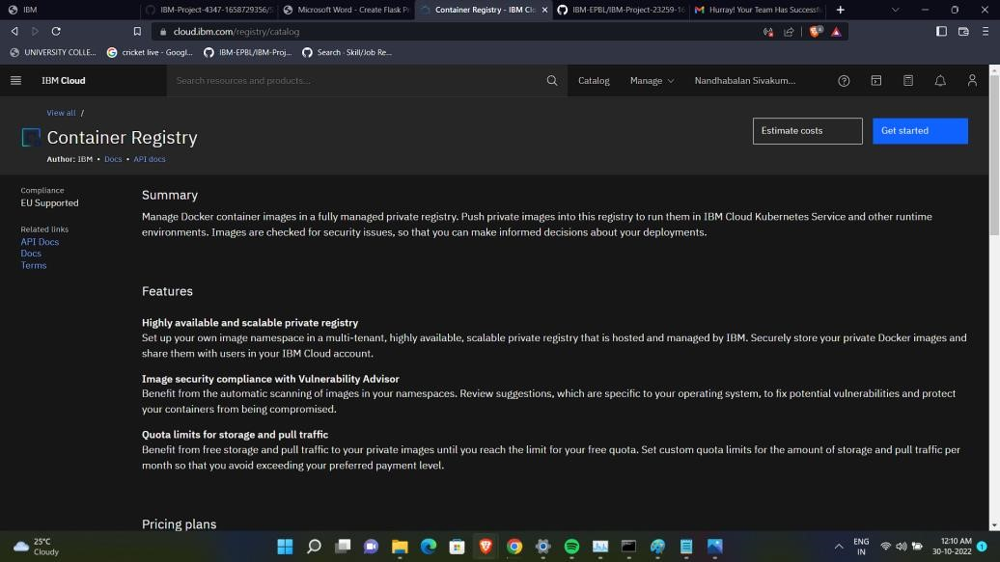 IBM
IBM-Project-4347-1658729356/S
Microsoft Word - Create Flask Pr
Container Registry - IBM Clo
IBM-EPBL/IBM-Project-23259-16
Hurray! Your Team Has Successfu
cloud.ibm.com/registry/catalog
UNIVERSITY COLLE...
cricket live - Googl...
IBM-EPBL/IBM-Proj...
Search · Skill/Job Re...
IBM Cloud
Search resources and products...
Catalog
Manage
Nandhabalan Sivakum...
View all /
Container Registry
Author: IBM • Docs • API docs
Estimate costs
Get started
Compliance
EU Supported
Related links
API Docs
Docs
Terms
Summary
Manage Docker container images in a fully managed private registry. Push private images into this registry to run them in IBM Cloud Kubernetes Service and other runtime
environments. Images are checked for security issues, so that you can make informed decisions about your deployments.
Features
Highly available and scalable private registry
Set up your own image namespace in a multi-tenant, highly available, scalable private registry that is hosted and managed by IBM. Securely store your private Docker images and
share them with users in your IBM Cloud account.
Image security compliance with Vulnerability Advisor
Benefit from the automatic scanning of images in your namespaces. Review suggestions, which are specific to your operating system, to fix potential vulnerabilities and protect
your containers from being compromised.
Quota limits for storage and pull traffic
Benefit from free storage and pull traffic to your private images until you reach the limit for your free quota. Set custom quota limits for the amount of storage and pull traffic per
month so that you avoid exceeding your preferred payment level.
Pricing plans
25°C
Cloudy
ENG
IN
12:10 AM
30-10-2022